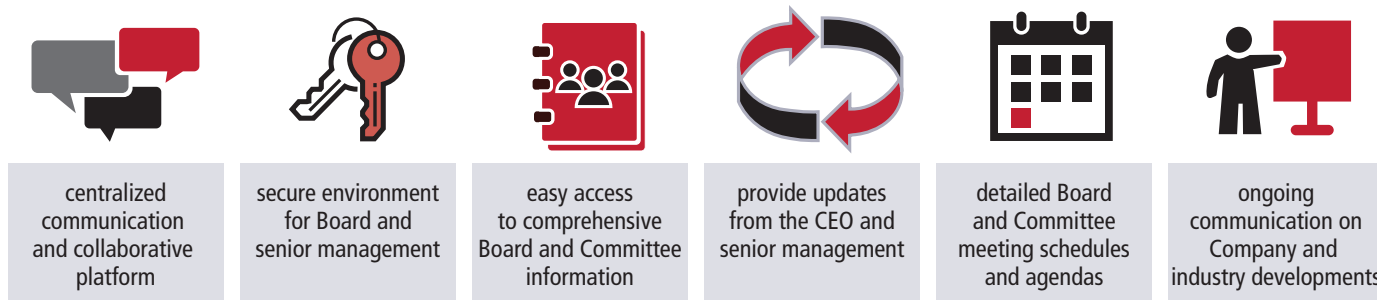 centralized
communication
and collaborative
platform
secure environment
for Board and
senior management
easy access
to comprehensive
Board and Committee
information
provide updates
from the CEO and
senior management
detailed Board
and Committee
meeting schedules
and agendas
ongoing
communication on
Company and
industry developments